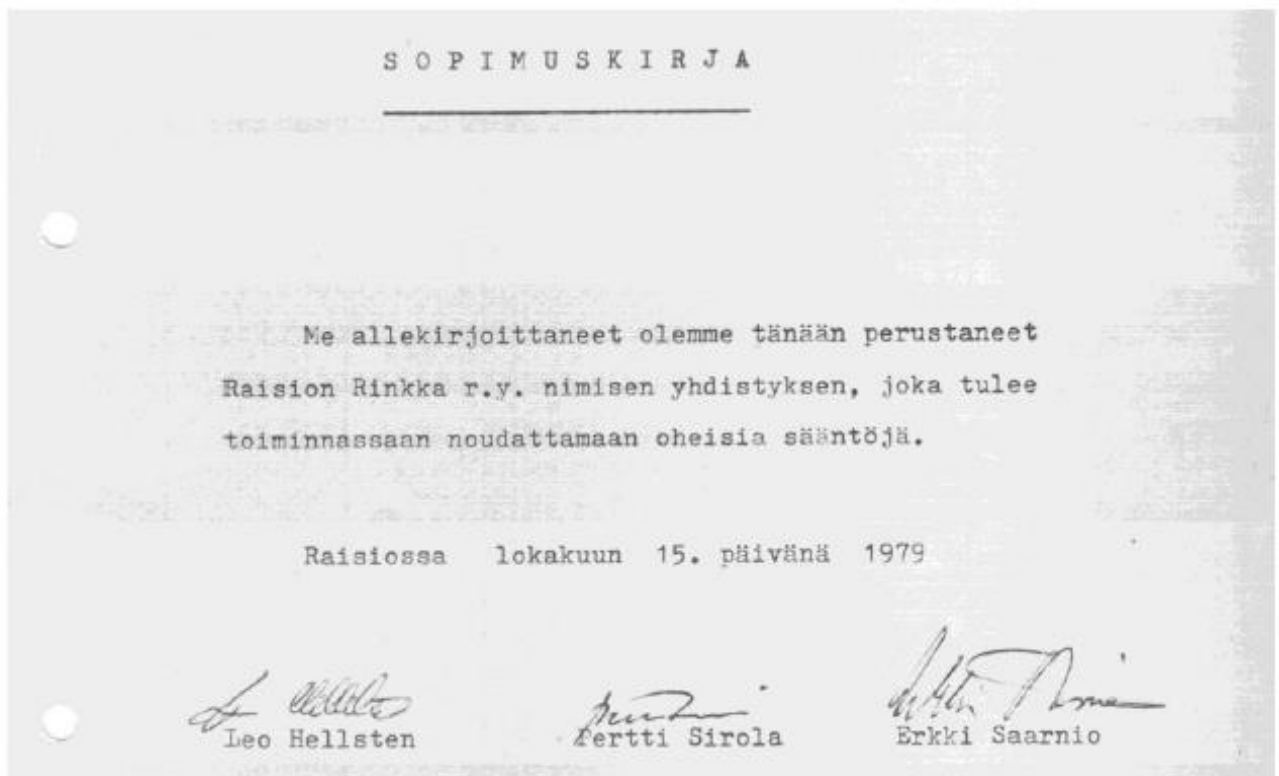 SOPIMUSKIRJA
Me allekirjoittaneet olemme tänään perustaneet
Raision Rinkka r.y. nimisen yhdistyksen, joka tulee
toiminnassaan noudattamaan oheisia sääntöjä.
Raisiossa lokakuun 15. päivänä 1979
Leo Hellsten Pertti Sirola Erkki Saarnio